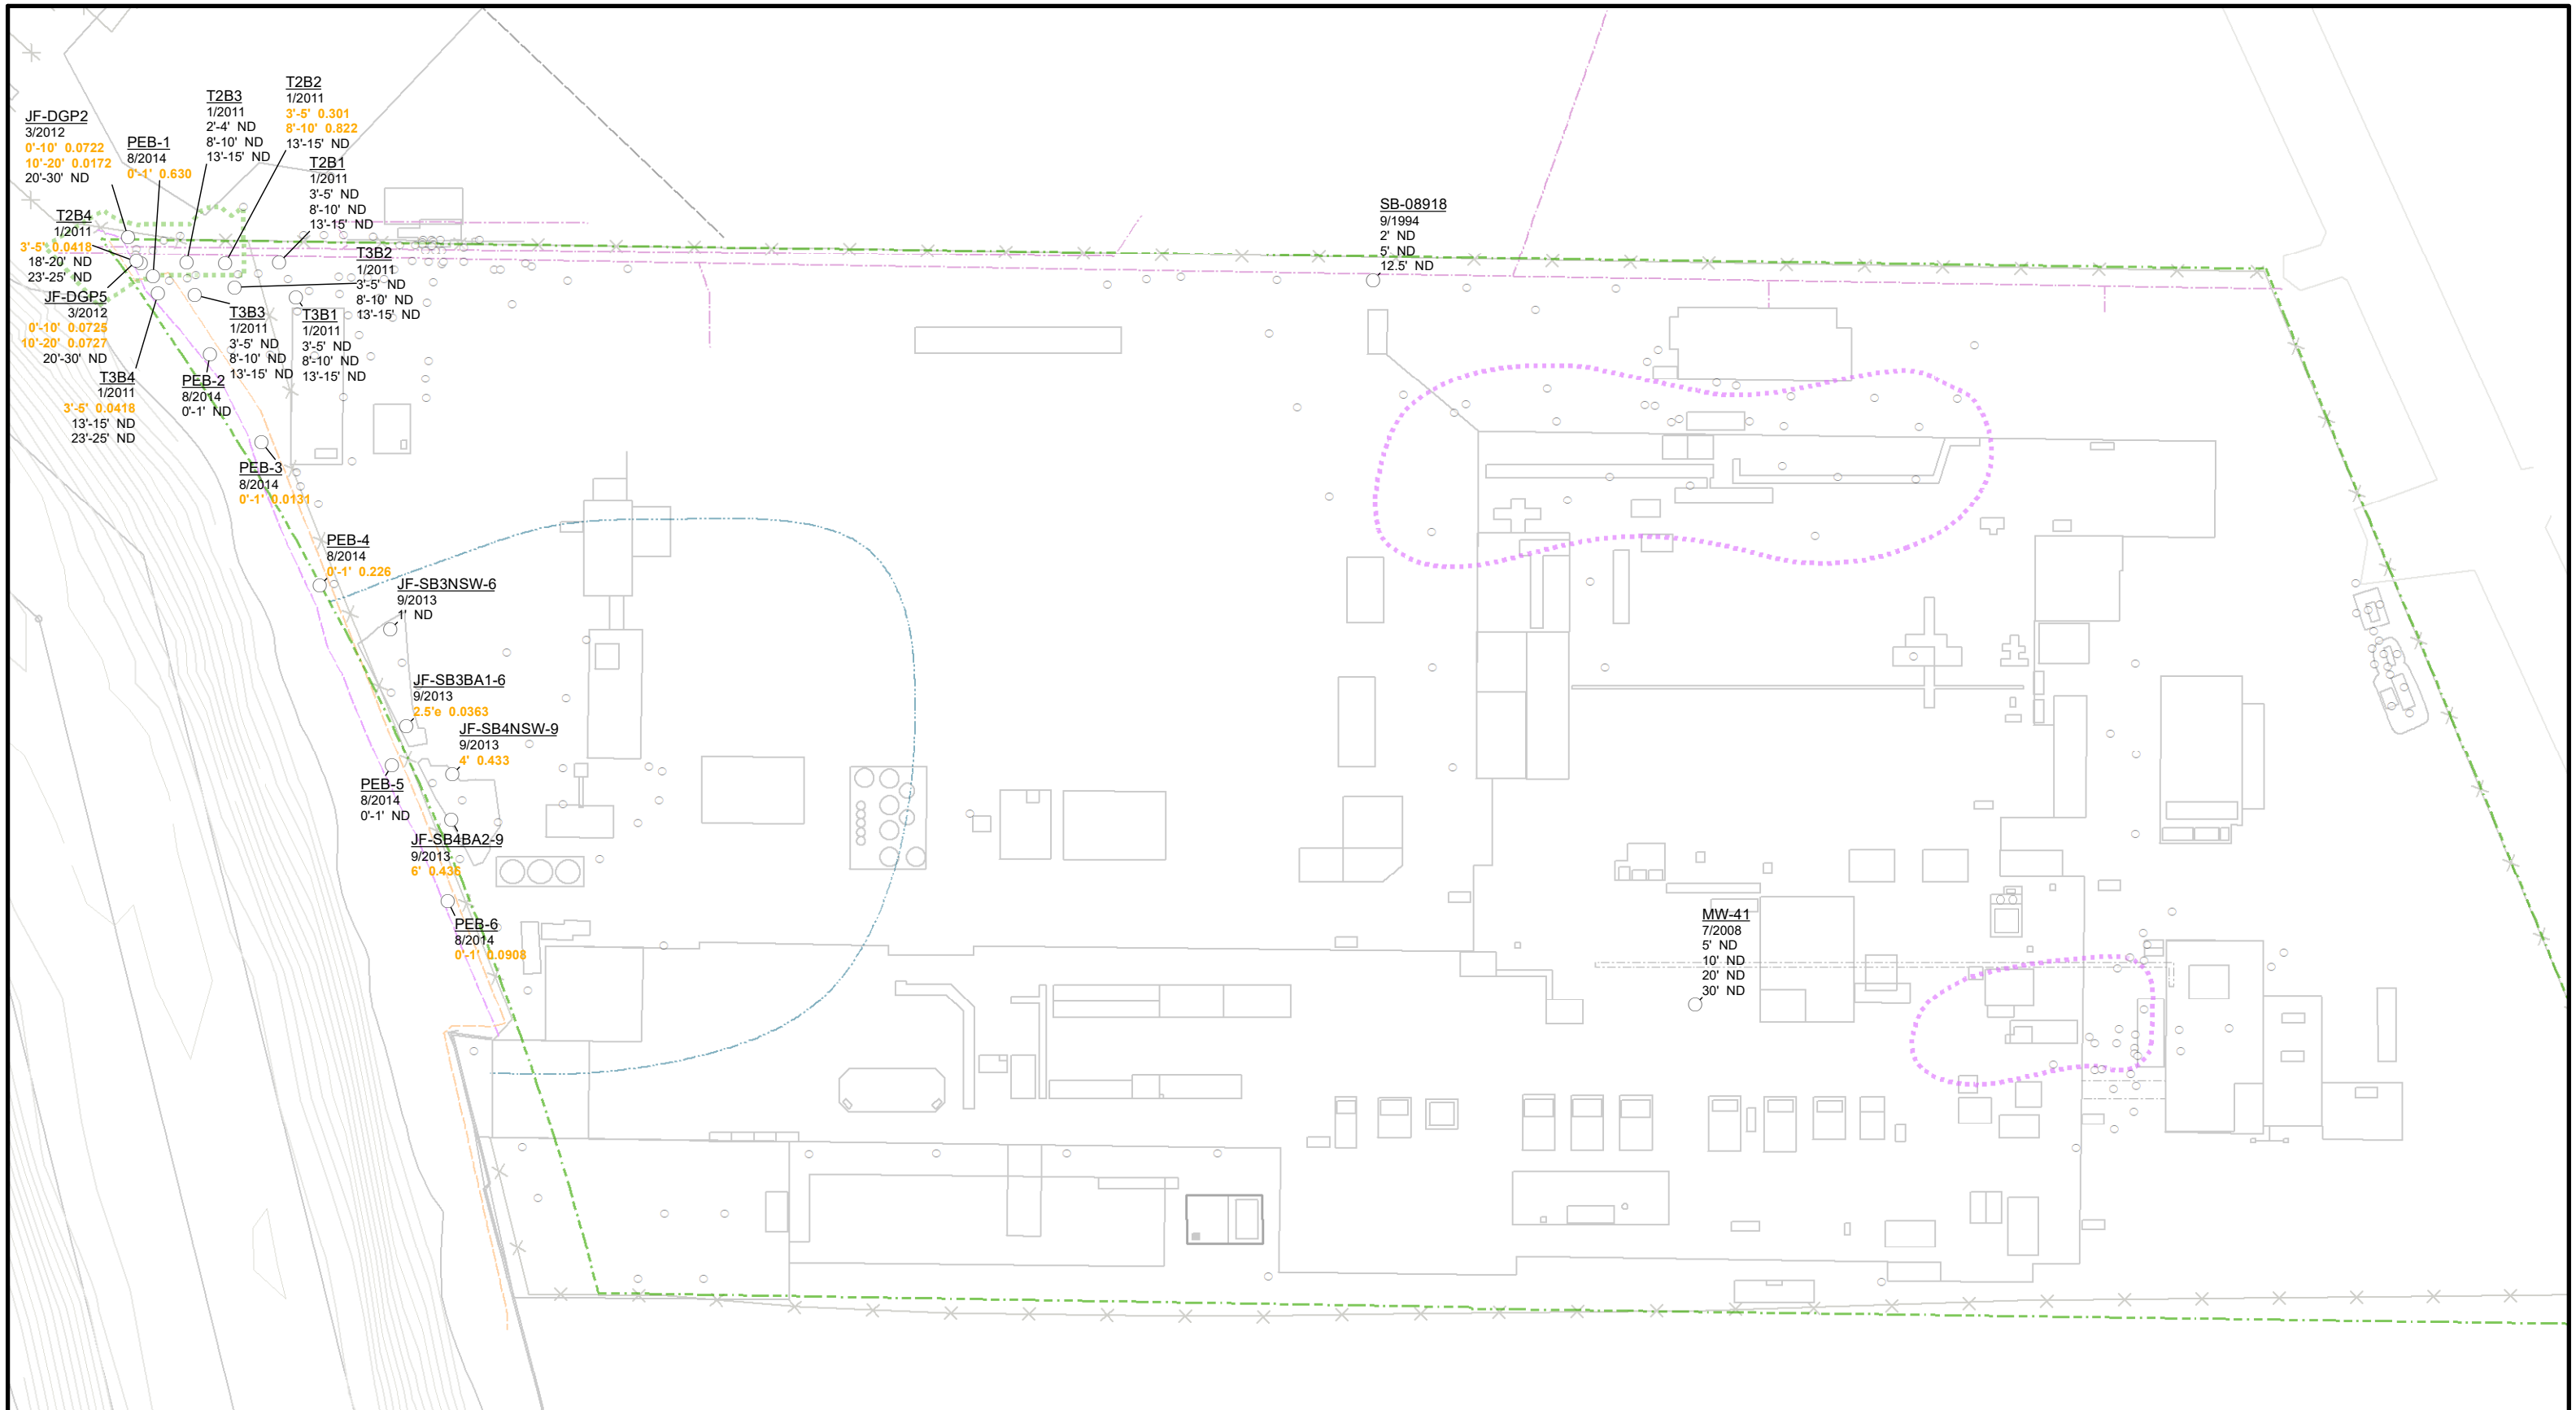 T2B2
1/2011
3'-5' 0.301
8'-10' 0.822
13'-15' ND
T2B3
1/2011
2'-4' ND
8'-10' ND
13'-15' ND
JF-DGP2
3/2012
0'-10' 0.0722
10'-20' 0.0172
20'-30' ND
PEB-1
8/2014
0'-1' 0.630
T2B1
1/2011
3'-5' ND
8'-10' ND
13'-15' ND
T2B4
1/2011
3'-5' 0.0418
18'-20' ND
23'-25' ND
JF-DGP5
3/2012
0'-10' 0.0725
10'-20' 0.0727
20'-30' ND
T3B2
1/2011
3'-5' ND
8'-10' ND
13'-15' ND
T3B3
1/2011
3'-5' ND
8'-10' ND
13'-15' ND
T3B1
1/2011
3'-5' ND
8'-10' ND
13'-15' ND
T3B4
1/2011
3'-5' 0.0418
13'-15' ND
23'-25' ND
PEB-2
8/2014
0'-1' ND
PEB-3
8/2014
0'-1' 0.0131
PEB-4
8/2014
0'-1' 0.226
JF-SB3NSW-6
9/2013
1' ND
JF-SB3BA1-6
9/2013
2.5'e 0.0363
JF-SB4NSW-9
9/2013
4' 0.433
PEB-5
8/2014
0'-1' ND
JF-SB4BA2-9
9/2013
6' 0.436
PEB-6
8/2014
0'-1' 0.0908
SB-08918
9/1994
2' ND
5' ND
12.5' ND
MW-41
7/2008
5' ND
10' ND
20' ND
30' ND